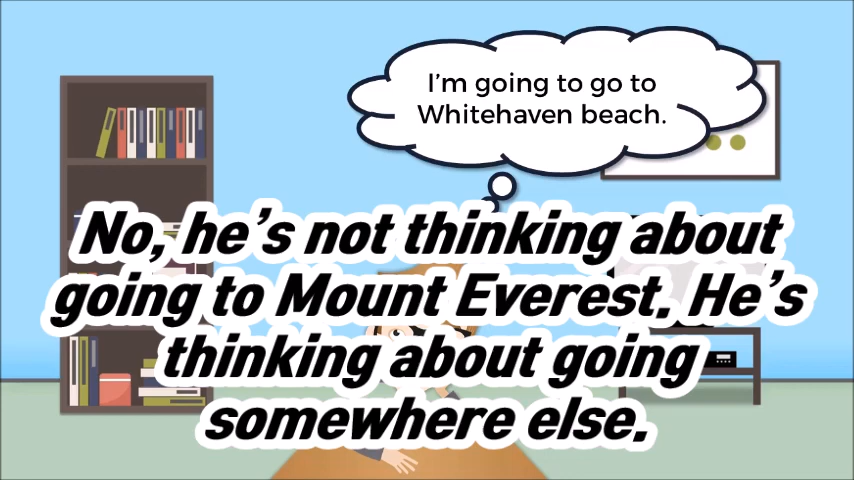 I'm going to go to
Whitehaven beach.
No, he's not thinking about
going to Mount Everest. He's
thinking about going
somewhere else.